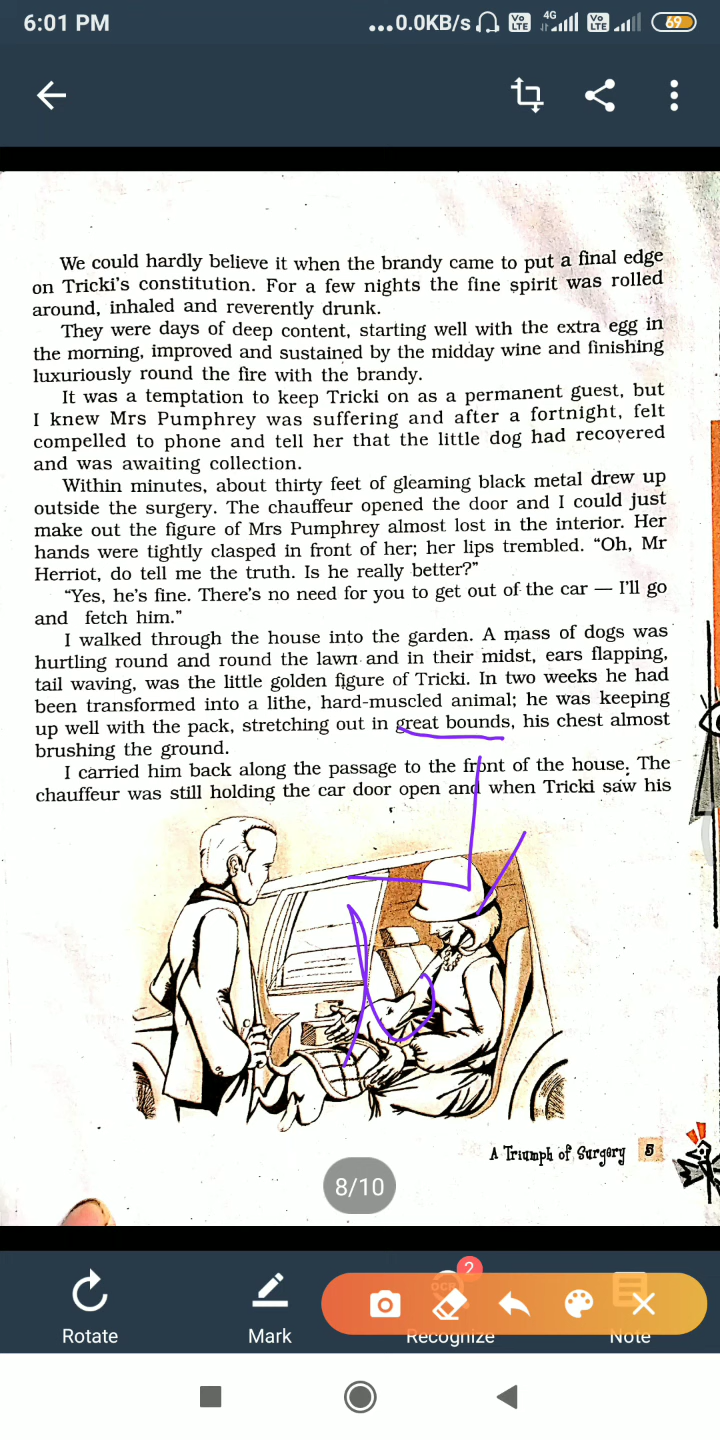 6:01 PM
...0.0KB/s Vo LTE 4G Vo LTE 69
We could hardly believe it when the brandy came to put a final edge
on Tricki's constitution. For a few nights the fine spirit was rolled
around, inhaled and reverently drunk.
They were days of deep content, starting well with the extra egg in
the morning, improved and sustained by the midday wine and finishing
luxuriously round the fire with the brandy.
It was a temptation to keep Tricki on as a permanent guest, but
I knew Mrs Pumphrey was suffering and after a fortnight, felt
compelled to phone and tell her that the little dog had recovered
and was awaiting collection.
Within minutes, about thirty feet of gleaming black metal drew up
outside the surgery. The chauffeur opened the door and I could just
make out the figure of Mrs Pumphrey almost lost in the interior. Her
hands were tightly clasped in front of her; her lips trembled. “Oh, Mr
Herriot, do tell me the truth. Is he really better?”
“Yes, he's fine. There's no need for you to get out of the car — I'll go
and fetch him.”
I walked through the house into the garden. A mass of dogs was
hurtling round and round the lawn and in their midst, ears flapping,
tail waving, was the little golden figure of Tricki. In two weeks he had
been transformed into a lithe, hard-muscled animal; he was keeping
up well with the pack, stretching out in great bounds, his chest almost
brushing the ground.
I carried him back along the passage to the front of the house. The
chauffeur was still holding the car door open and when Tricki saw his
A Triumph of Surgery 5
8/10
2
OCR
Rotate Mark Recognize Note